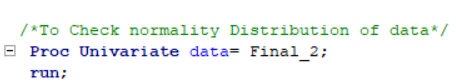 /*To Check normality Distribution of data*/
Proc Univariate data= Final_2;
run;